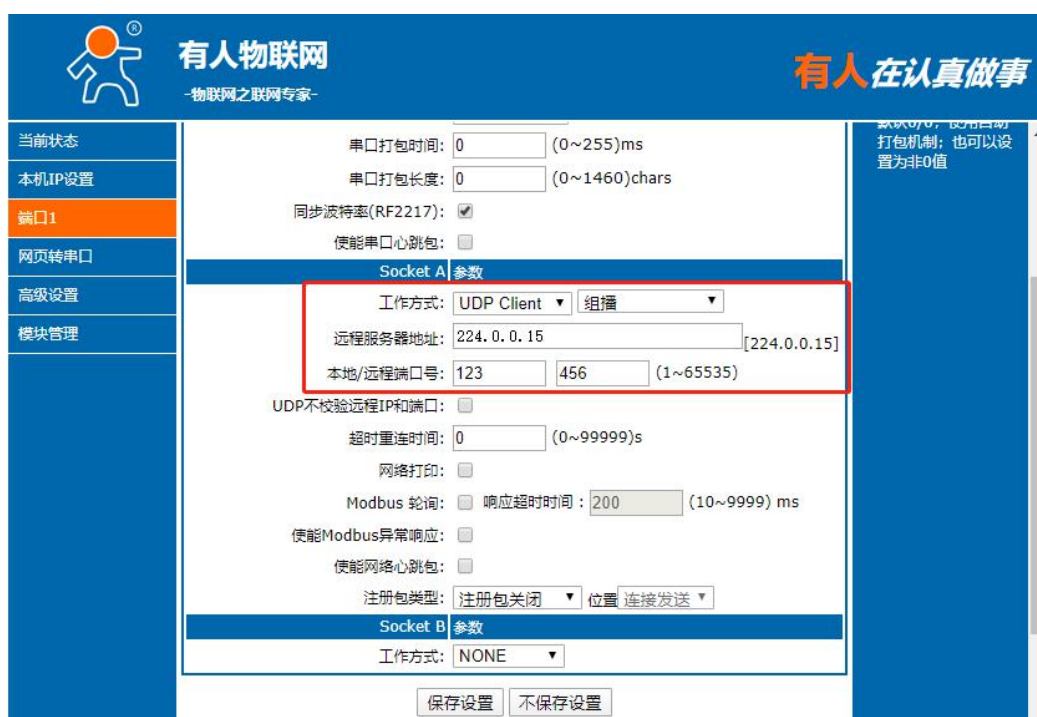 ®
有人物联网
-物联网之联网专家-
有人在认真做事
当前状态
本机IP设置
端口1
网页转串口
高级设置
模块管理
串口打包时间: 0 (0~255)ms
串口打包长度: 0 (0~1460)chars
同步波特率(RF2217):
使能串口心跳包:
Socket A 参数
工作方式: UDP Client 组播
远程服务器地址: 224.0.0.15 [224.0.0.15]
本地/远程端口号: 123 456 (1~65535)
UDP不校验远程IP和端口:
超时重连时间: 0 (0~99999)s
网络打印:
Modbus 轮询: 响应超时时间: 200 (10~9999) ms
使能Modbus异常响应:
使能网络心跳包:
注册包类型: 注册包关闭 位置 连接发送
Socket B 参数
工作方式: NONE
保存设置 不保存设置
打包机制; 也可以设
置为非0值